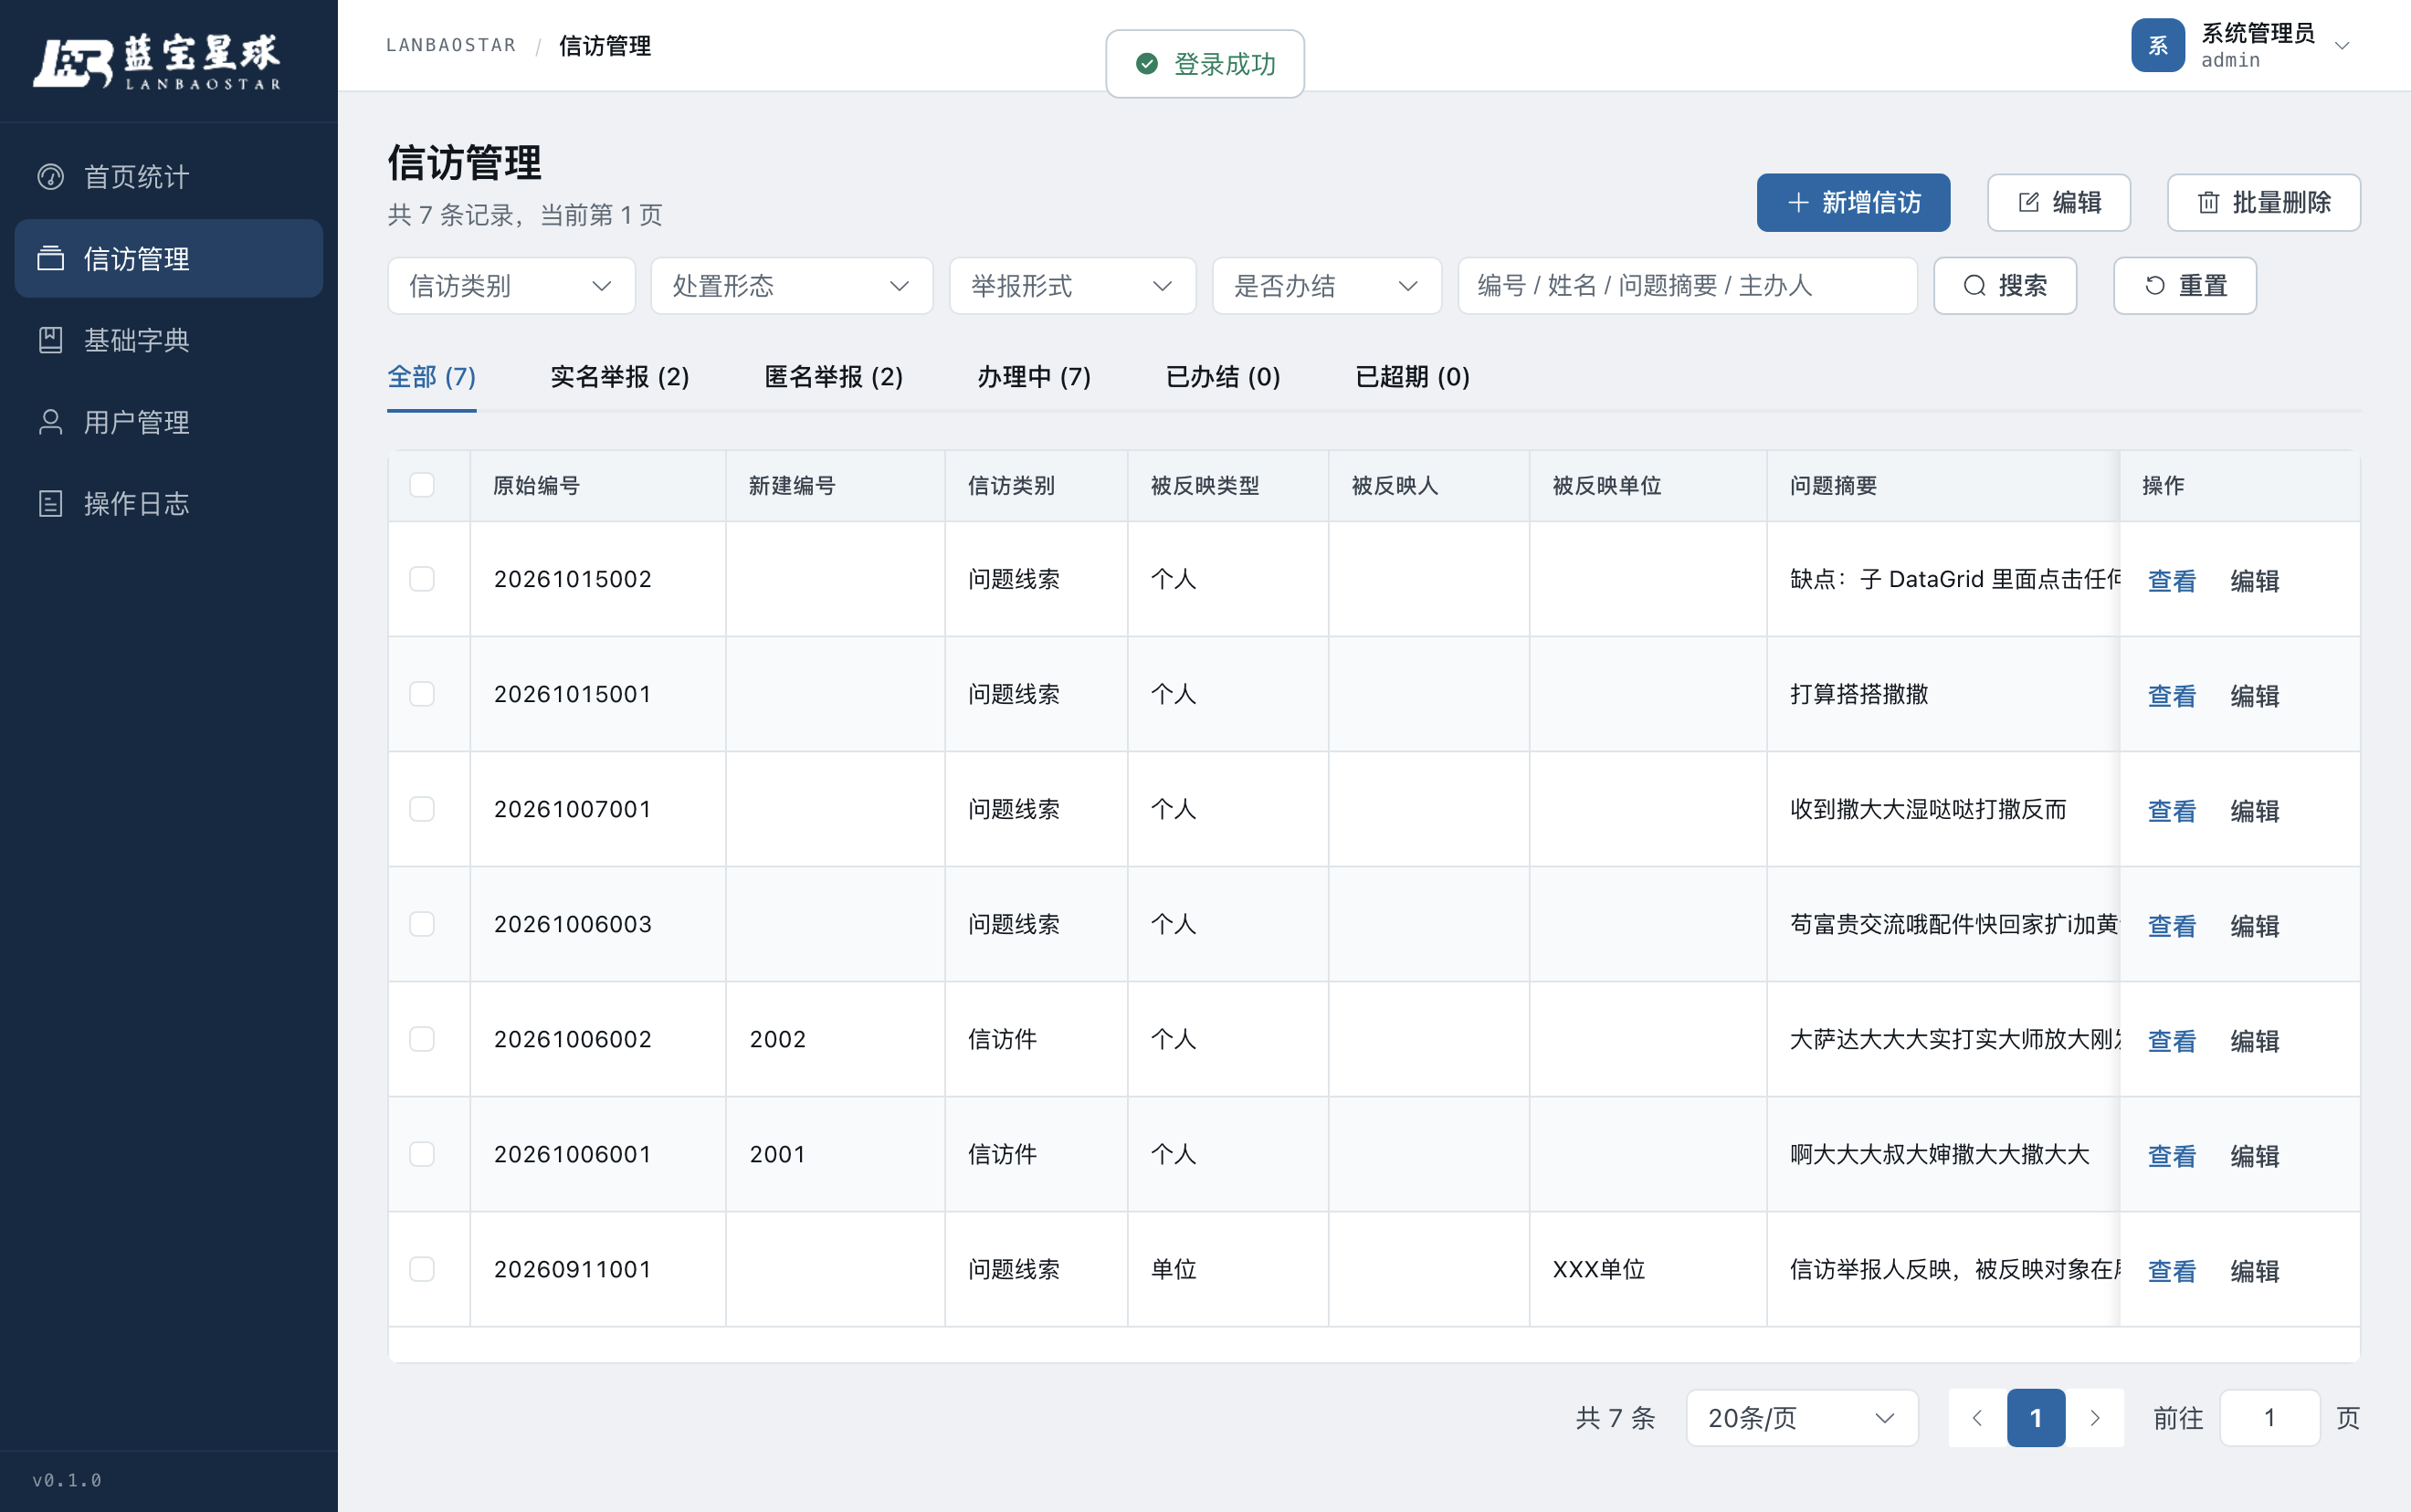 蓝宝星球
LANBAOSTAR
首页统计
信访管理
基础字典
用户管理
操作日志
v0.1.0
LANBAOSTAR / 信访管理
登录成功
系
系统管理员
admin
信访管理
共 7 条记录，当前第 1 页
新增信访 编辑 批量删除
信访类别 处置形态 举报形式 是否办结 编号 / 姓名 / 问题摘要 / 主办人 搜索 重置
全部 (7) 实名举报 (2) 匿名举报 (2) 办理中 (7) 已办结 (0) 已超期 (0)
原始编号 新建编号 信访类别 被反映类型 被反映人 被反映单位 问题摘要 操作
20261015002 问题线索 个人 缺点：子 DataGrid 里面点击任何 查看 编辑
20261015001 问题线索 个人 打算搭搭撒撒 查看 编辑
20261007001 问题线索 个人 收到撒大大湿哒哒打撒反而 查看 编辑
20261006003 问题线索 个人 苟富贵交流哦配件快回家扩i加黄 查看 编辑
20261006002 2002 信访件 个人 大萨达大大大实打实大师放大刚 查看 编辑
20261006001 2001 信访件 个人 啊大大大叔大婶撒大大撒大大 查看 编辑
20260911001 问题线索 单位 XXX单位 信访举报人反映，被反映对象在 查看 编辑
共 7 条 20条/页 1 前往 1 页